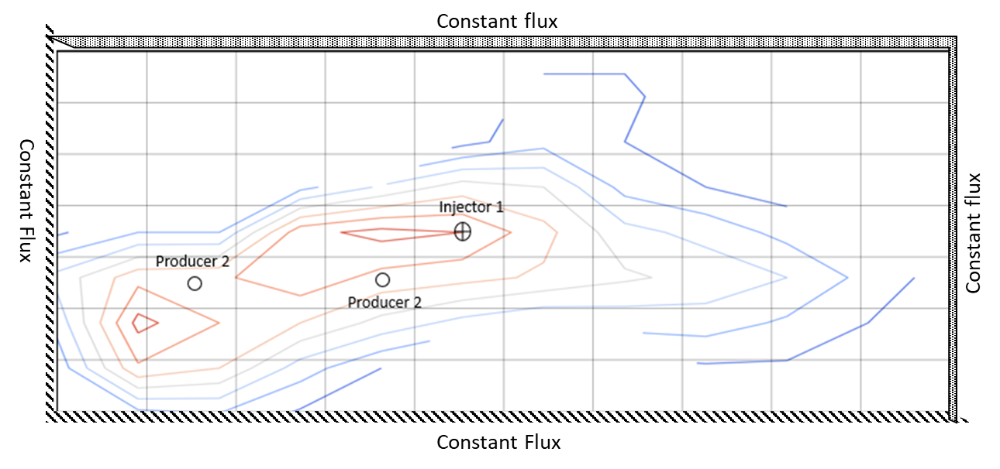 Constant flux
Constant Flux
Injector 1
Producer 2
Producer 2
Constant flux
Constant Flux